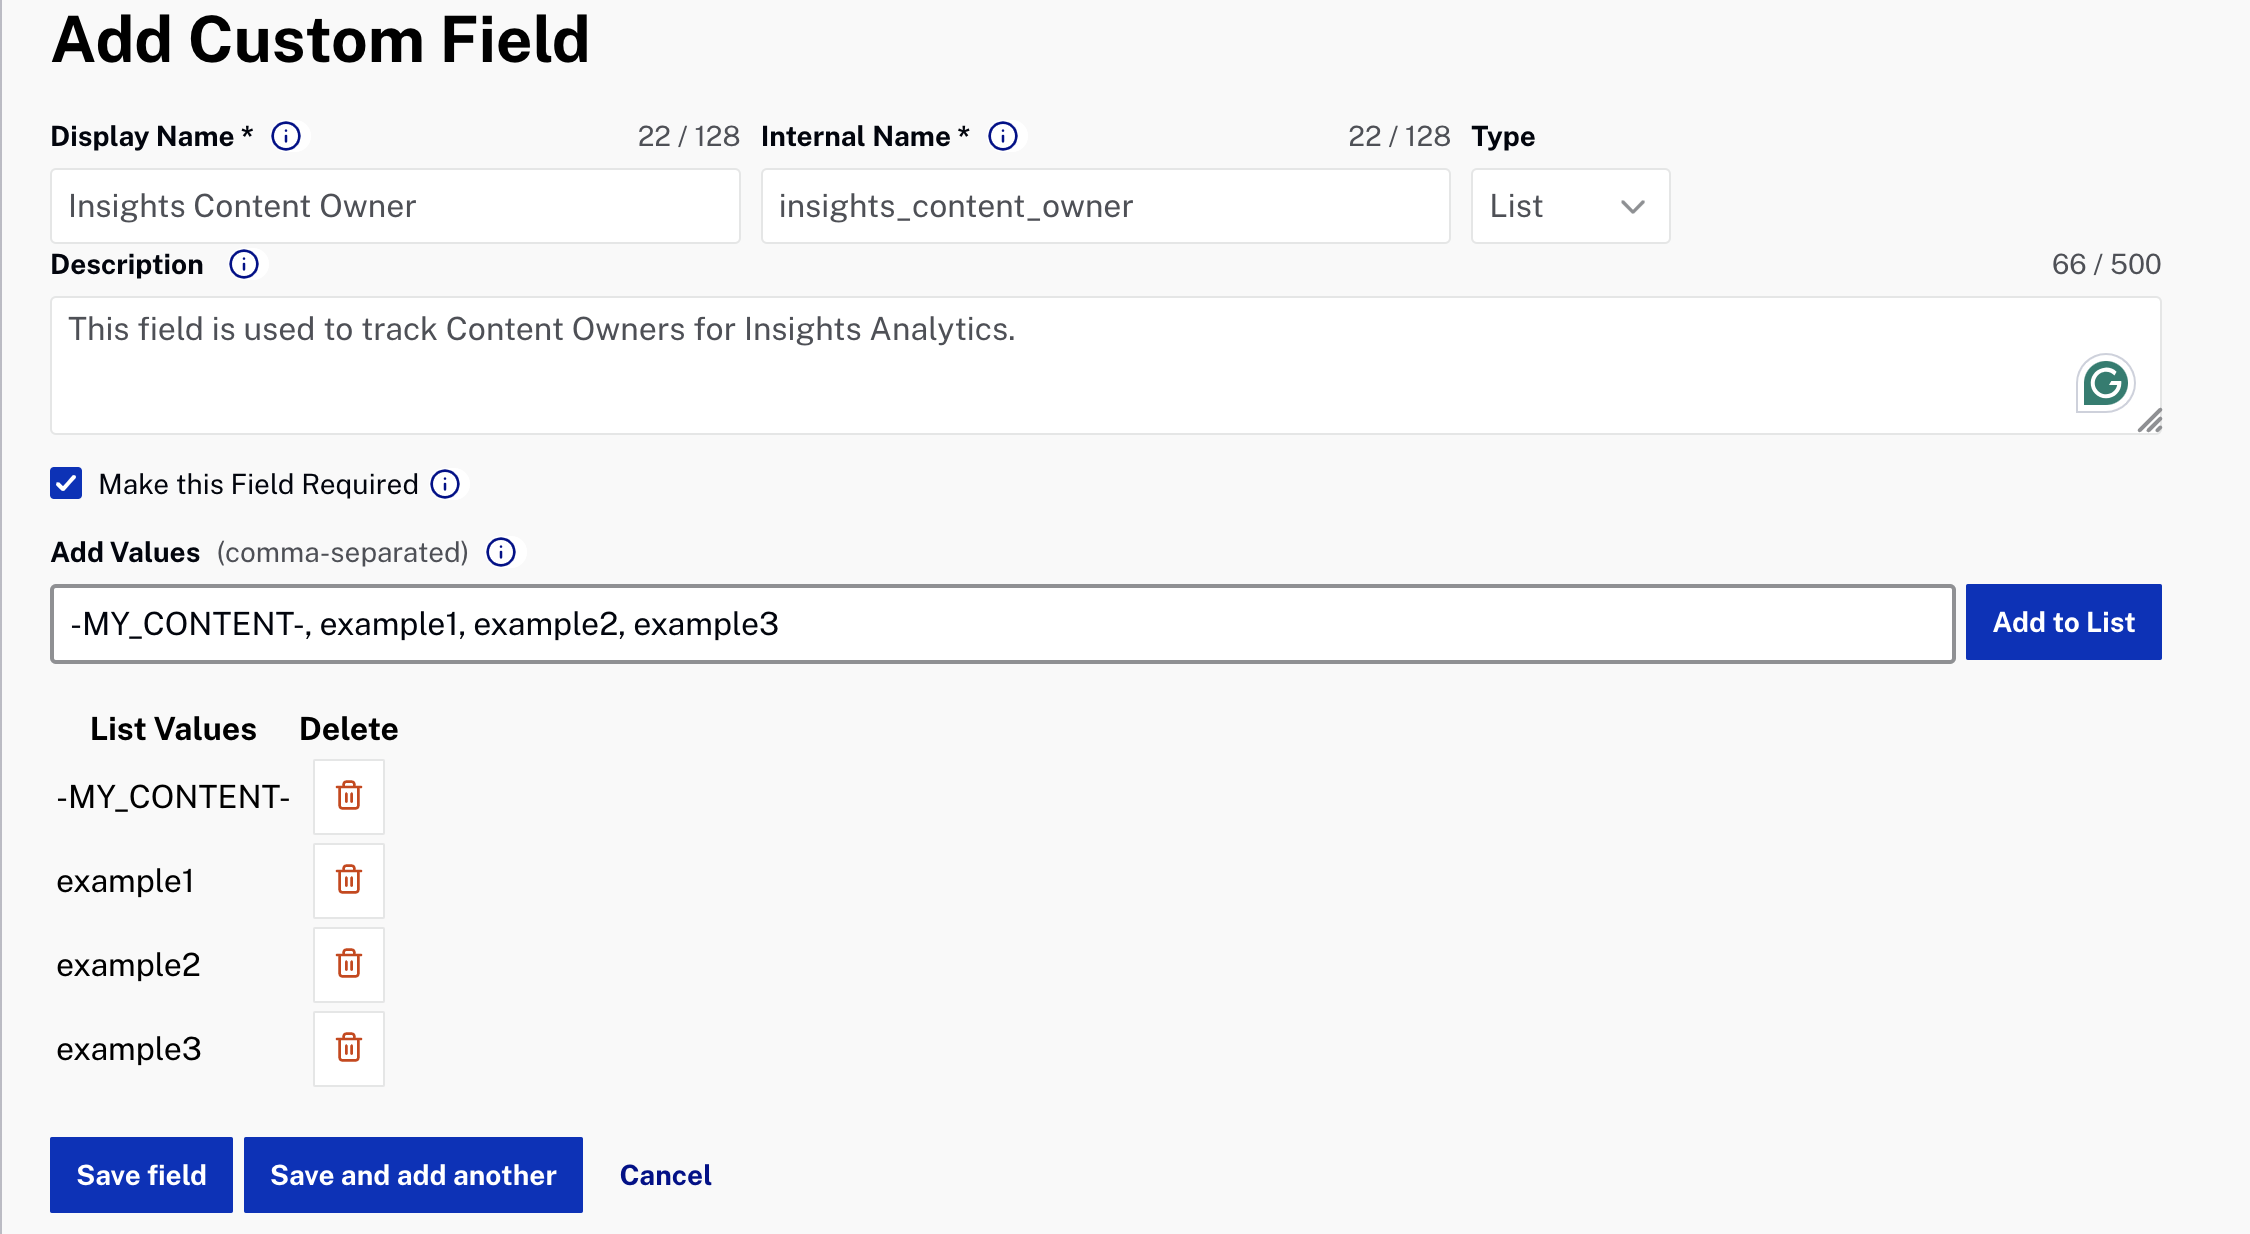 Add Custom Field
Display Name * 22 / 128 Internal Name * 22 / 128 Type
Insights Content Owner insights_content_owner List
Description 66 / 500
This field is used to track Content Owners for Insights Analytics.
Make this Field Required
Add Values (comma-separated)
-MY_CONTENT-, example1, example2, example3 Add to List
List Values Delete
-MY_CONTENT-
example1
example2
example3
Save field Save and add another Cancel